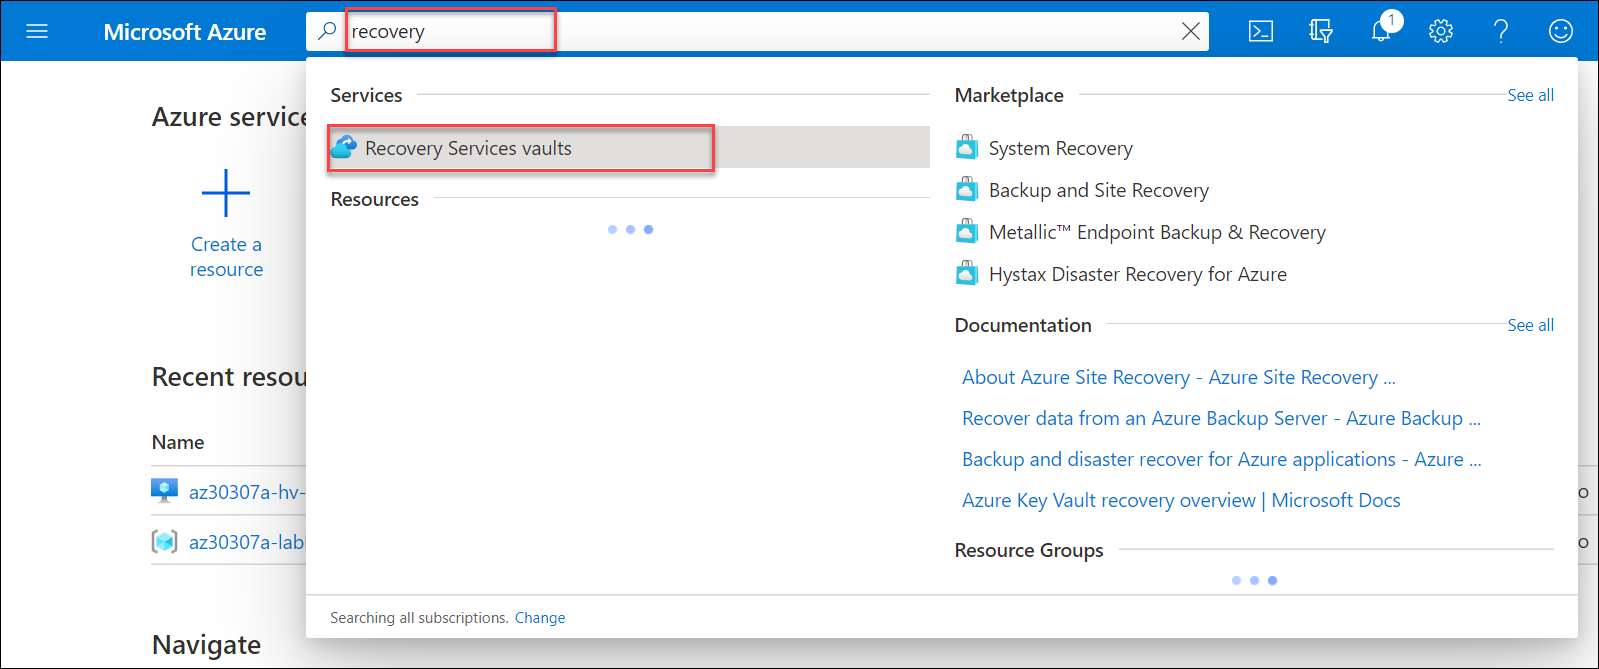 Microsoft Azure
recovery
1
Azure service
Create a
resource
Recent resou
Name
az30307a-hv-
az30307a-lab
Navigate
Services
Recovery Services vaults
Resources
Marketplace
See all
System Recovery
Backup and Site Recovery
Metallic™ Endpoint Backup & Recovery
Hystax Disaster Recovery for Azure
Documentation
See all
About Azure Site Recovery - Azure Site Recovery ...
Recover data from an Azure Backup Server - Azure Backup ...
Backup and disaster recover for Azure applications - Azure ...
Azure Key Vault recovery overview | Microsoft Docs
Resource Groups
Searching all subscriptions. Change
o
o